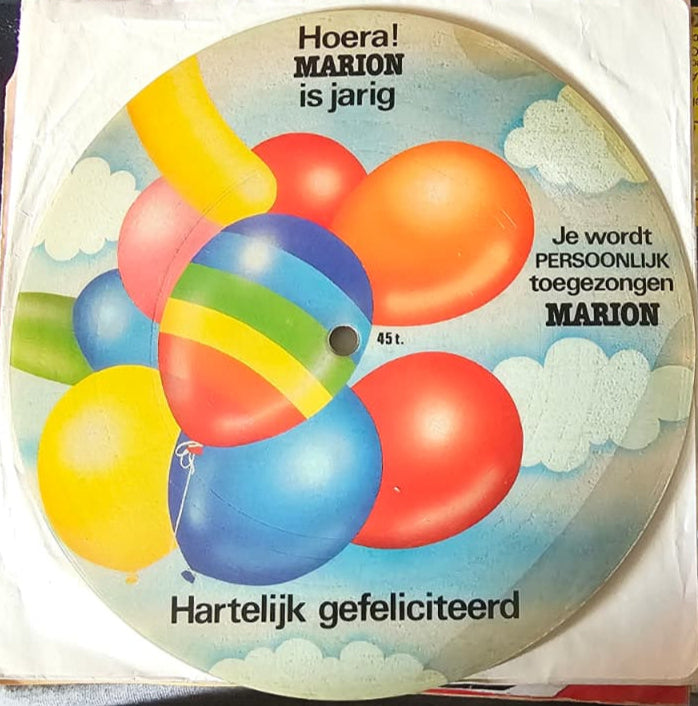 Hoera!
MARION
is jarig
Je wordt
PERSOONLIJK
toegezongen
MARION
45 t.
Hartelijk gefeliciteerd